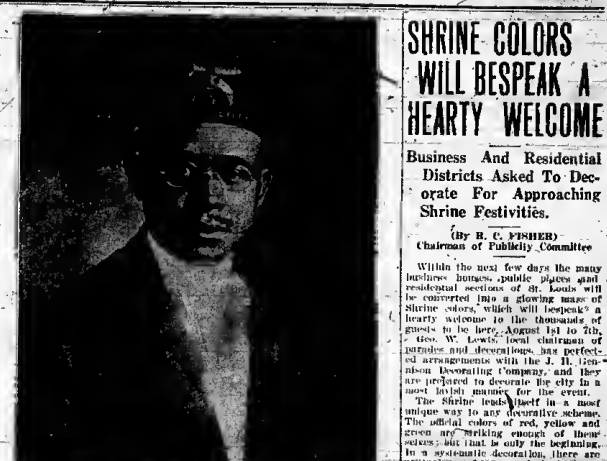 SHRINE COLORS
WILL BESPEAK A
HEARTY WELCOME
Business And Residential
Districts Asked To Dec-
orate For Approaching
Shrine Festivities.
(By R. C. FISHER)
Chairman of Publicity Committee
Within the next few days the many
business houses, public places and
residential sections of St. Louis will
be converted into a glowing mass of
Shrine colors, which will bespeak a
hearty welcome to the thousands of
guests to be here, August 1st to 7th.
Geo. W. Lewis, local chairman of
parades and decorations, has perfect-
ed arrangements with the J. H.
nison Decorating Company, and they
are prepared to decorate the city in a
most lavish manner for the event.
The Shrine lends itself in a most
unique way to any decorative scheme.
The official colors of red, yellow and
green are striking enough of them-
selves; but that is only the beginning.
In a systematic decoration, there are